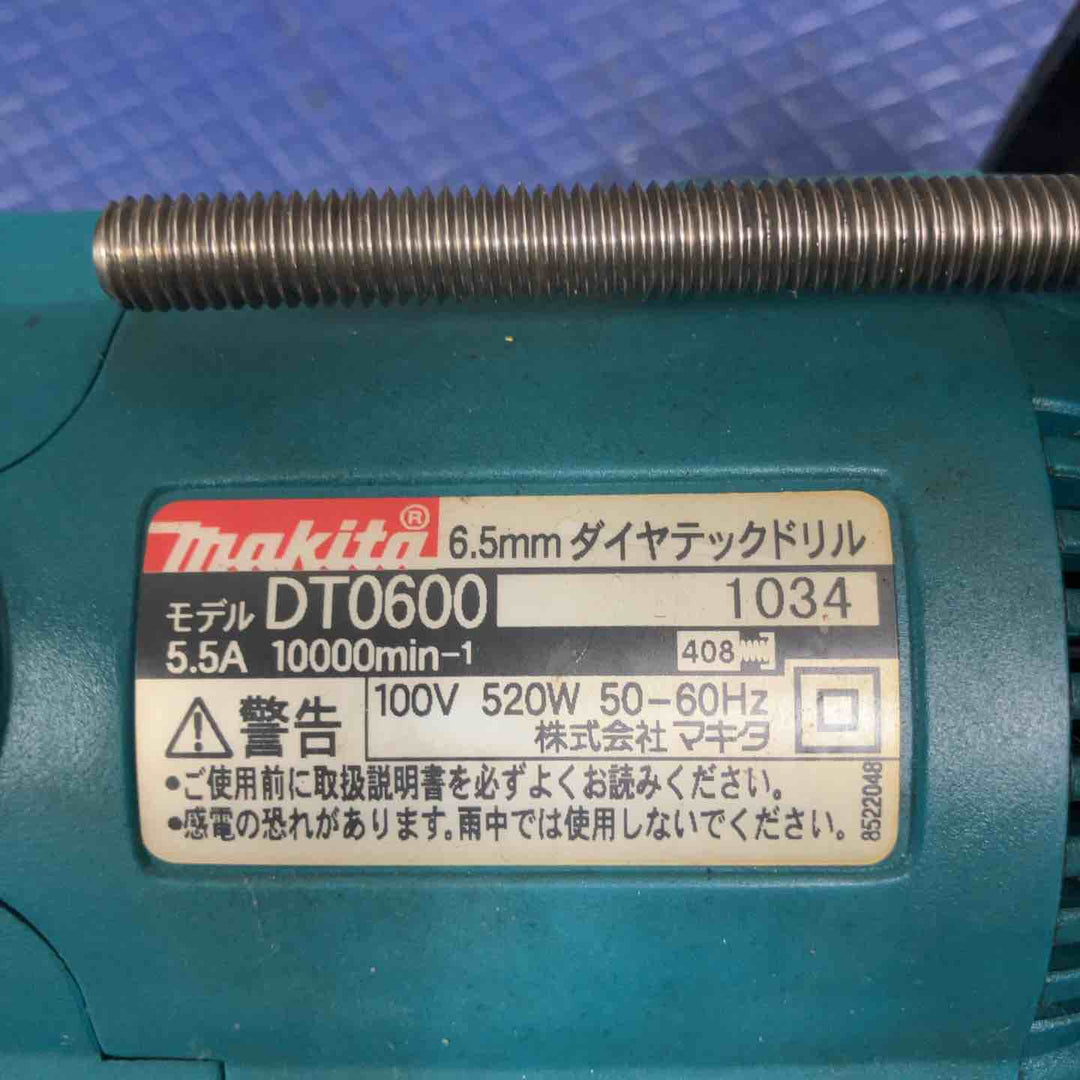 makita® 6.5mm ダイヤテックドリル
モデル DT0600 1034
5.5A 10000min-1 408
警告 100V 520W 50-60Hz
株式会社 マキタ
•ご使用前に取扱説明書を必ずよくお読みください。
•感電の恐れがあります.雨中では使用しないでください。
8522048